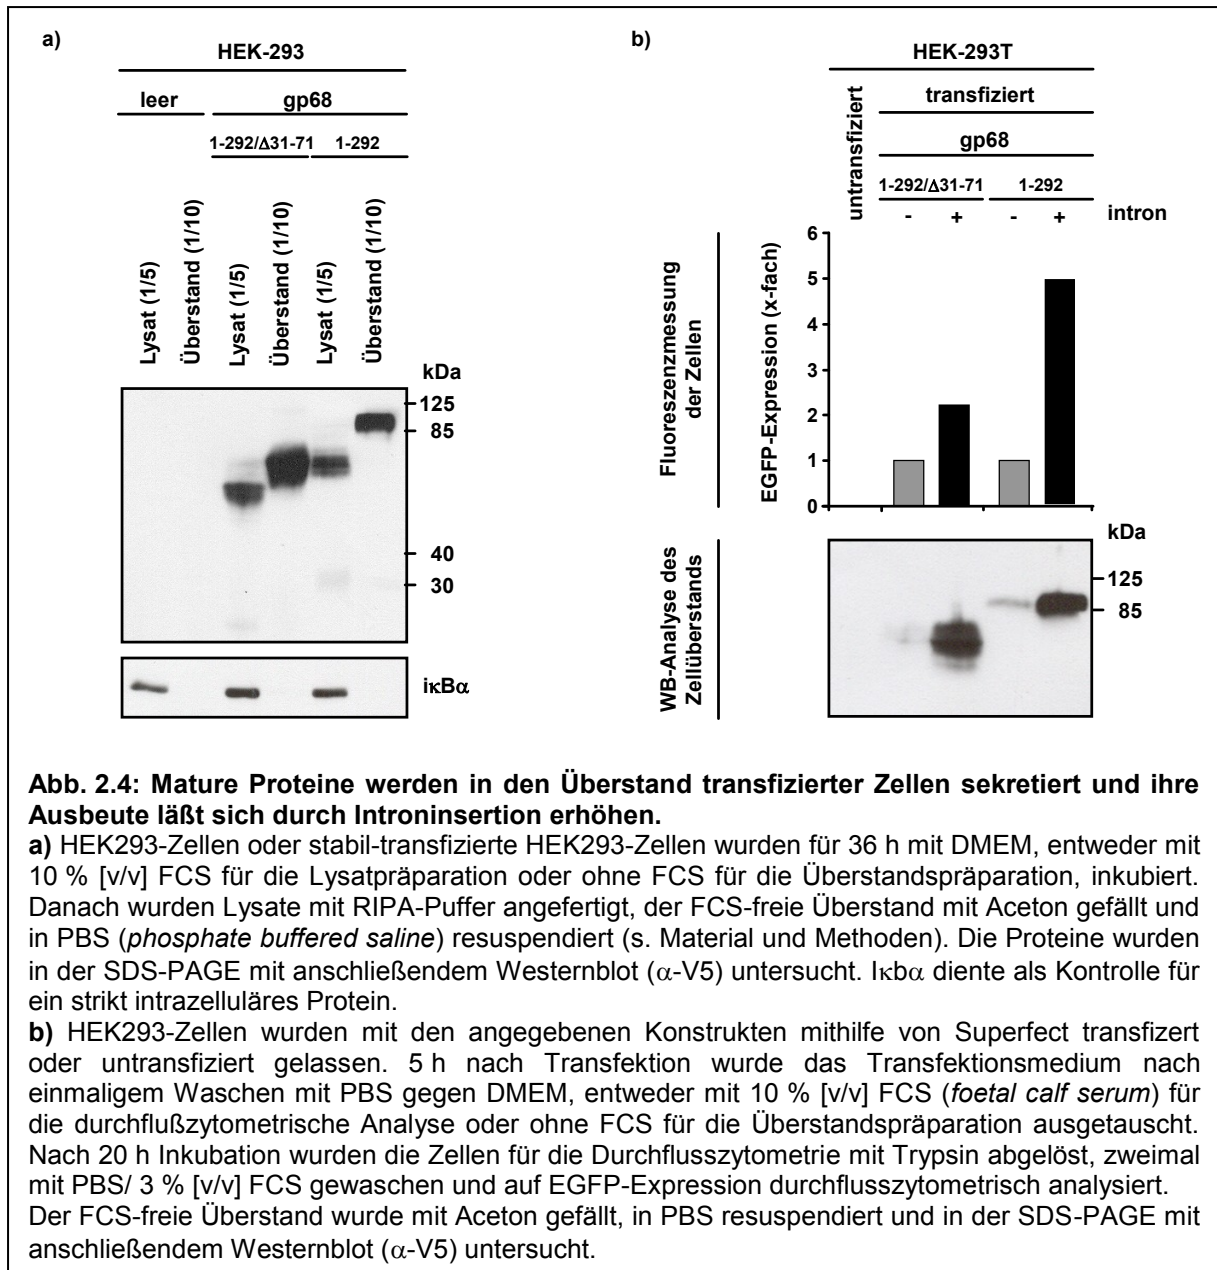 a)
HEK-293
leer gp68
1-292/Δ31-71 1-292
Lysat (1/5)
Überstand (1/10)
Lysat (1/5)
Überstand (1/10)
Lysat (1/5)
Überstand (1/10)
kDa
125
85
40
30
iκBα
b)
HEK-293T
untransfiziert
transfiziert
gp68
1-292/Δ31-71 1-292
- + - + intron
Fluoreszenzmessung
der Zellen
EGFP-Expression (x-fach)
6
5
4
3
2
1
0
WB-Analyse des
Zellüberstands
kDa
125
85
Abb. 2.4: Mature Proteine werden in den Überstand transfizierter Zellen sekretiert und ihre
Ausbeute läßt sich durch Introninsertion erhöhen.
a) HEK293-Zellen oder stabil-transfizierte HEK293-Zellen wurden für 36 h mit DMEM, entweder mit
10 % [v/v] FCS für die Lysatpräparation oder ohne FCS für die Überstandspräparation, inkubiert.
Danach wurden Lysate mit RIPA-Puffer angefertigt, der FCS-freie Überstand mit Aceton gefällt und
in PBS (phosphate buffered saline) resuspendiert (s. Material und Methoden). Die Proteine wurden
in der SDS-PAGE mit anschließendem Westernblot (α-V5) untersucht. Iκbα diente als Kontrolle für
ein strikt intrazelluläres Protein.
b) HEK293-Zellen wurden mit den angegebenen Konstrukten mithilfe von Superfect transfizert
oder untransfiziert gelassen. 5 h nach Transfektion wurde das Transfektionsmedium nach
einmaligem Waschen mit PBS gegen DMEM, entweder mit 10 % [v/v] FCS (foetal calf serum) für
die durchflußzytometrische Analyse oder ohne FCS für die Überstandspräparation ausgetauscht.
Nach 20 h Inkubation wurden die Zellen für die Durchflusszytometrie mit Trypsin abgelöst, zweimal
mit PBS/ 3 % [v/v] FCS gewaschen und auf EGFP-Expression durchflusszytometrisch analysiert.
Der FCS-freie Überstand wurde mit Aceton gefällt, in PBS resuspendiert und in der SDS-PAGE mit
anschließendem Westernblot (α-V5) untersucht.